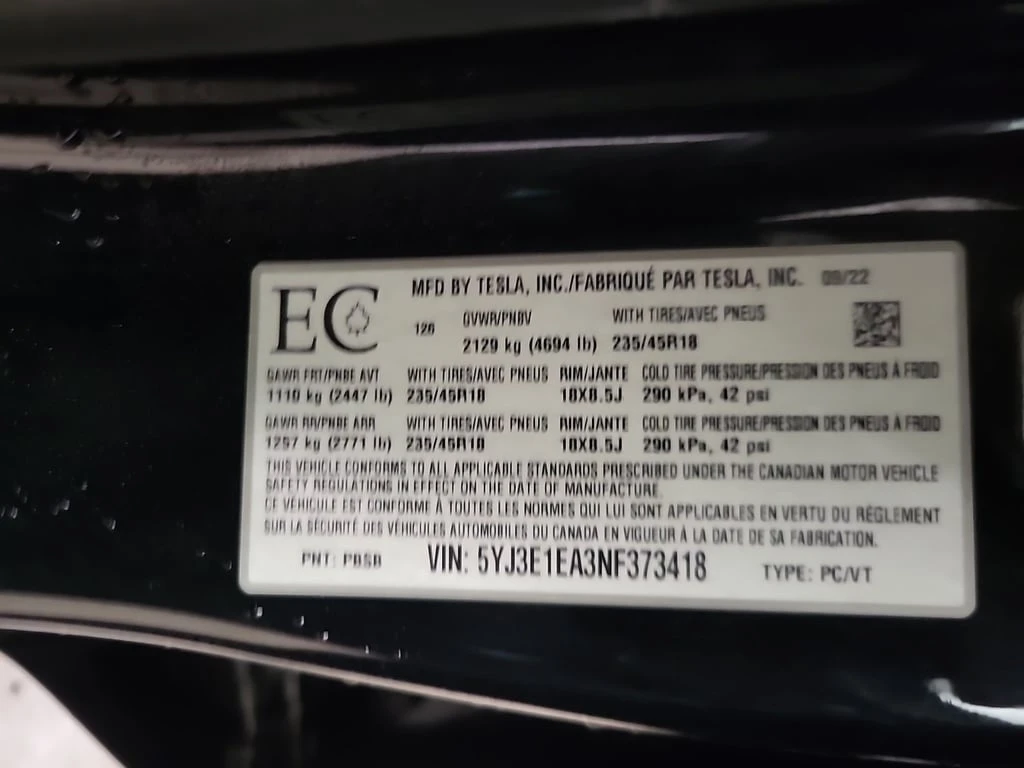 EC
MFD BY TESLA, INC./FABRIQUÉ PAR TESLA, INC. 09/22
126
GVWR/PNBV WITH TIRES/AVEC PNEUS
2129 kg (4694 lb) 235/45R18
GAWR FRT/PNBE AVT WITH TIRES/AVEC PNEUS RIM/JANTE COLD TIRE PRESSURE/PRESSION DES PNEUS À FROID
1110 kg (2447 lb) 235/45R18 18X8.5J 290 kPa, 42 psi
GAWR RR/PNBE ARR WITH TIRES/AVEC PNEUS RIM/JANTE COLD TIRE PRESSURE/PRESSION DES PNEUS À FROID
1257 kg (2771 lb) 235/45R18 18X8.5J 290 kPa, 42 psi
THIS VEHICLE CONFORMS TO ALL APPLICABLE STANDARDS PRESCRIBED UNDER THE CANADIAN MOTOR VEHICLE
SAFETY REGULATIONS IN EFFECT ON THE DATE OF MANUFACTURE.
CE VÉHICULE EST CONFORME À TOUTES LES NORMES QUI LUI SONT APPLICABLES EN VERTU DU RÉGLEMENT
SUR LA SÉCURITÉ DES VÉHICULES AUTOMOBILES DU CANADA EN VIGUEUR À LA DATE DE SA FABRICATION.
PNT: PBSB VIN: 5YJ3E1EA3NF373418 TYPE: PC/VT